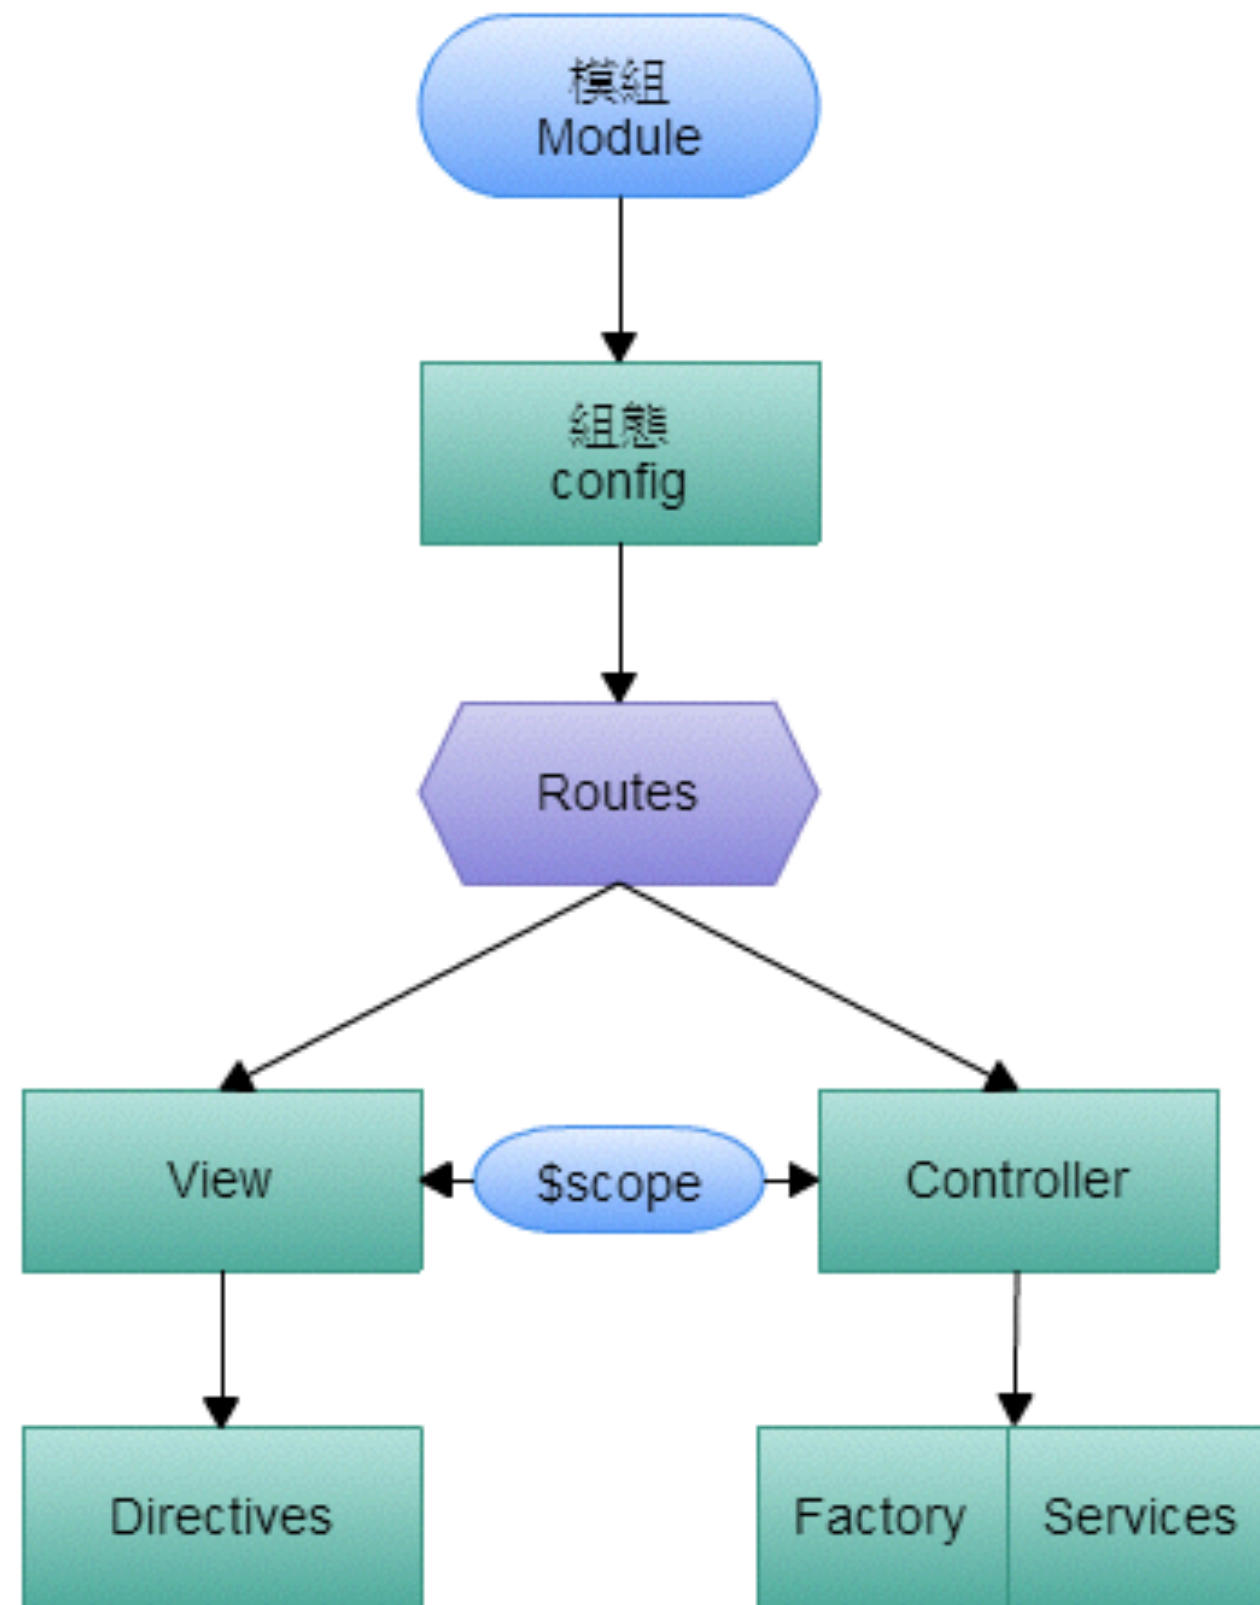 模組
Module
組態
config
Routes
View
$scope
Controller
Directives
Factory
Services